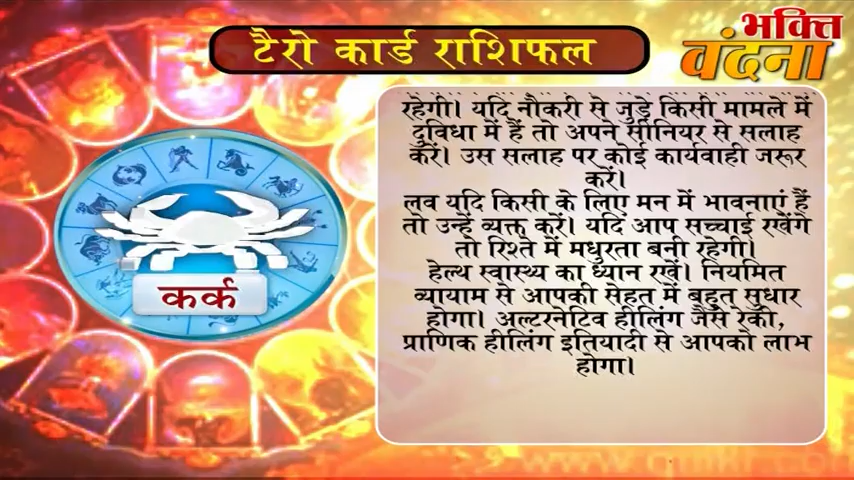 टैरो कार्ड राशिफल
भक्ति
वंदना
रहेगी। यदि नौकरी से जुड़े किसी मामले में
दुविधा में हैं तो अपने सीनियर से सलाह
करें। उस सलाह पर कोई कार्यवाही जरूर
करें।
लव यदि किसी के लिए मन में भावनाएं हैं
तो उन्हें व्यक्त करें। यदि आप सच्चाई रखेंगे
तो रिश्ते में मधुरता बनी रहेगी।
हेल्थ स्वास्थ्य का ध्यान रखें। नियमित
व्यायाम से आपकी सेहत में बहुत सुधार
होगा। अल्टरनेटिव हीलिंग जैसे रेकी,
प्राणिक हीलिंग इतियादी से आपको लाभ
होगा।
कर्क